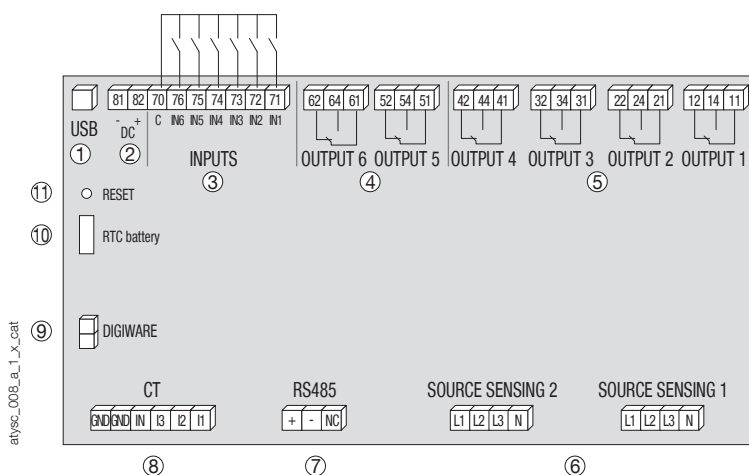 81 82 70 76 75 74 73 72 71 62 64 61 52 54 51 42 44 41 32 34 31 22 24 21 12 14 11
USB - DC + C IN6 IN5 IN4 IN3 IN2 IN1
INPUTS OUTPUT 6 OUTPUT 5 OUTPUT 4 OUTPUT 3 OUTPUT 2 OUTPUT 1
① ② ③ ④ ⑤
⑪ RESET
⑩ RTC battery
⑨ DIGIWARE
atysc_008_a_1_x_cat
CT RS485 SOURCE SENSING 2 SOURCE SENSING 1
GND GND IN I3 I2 I1 + - NC L1 L2 L3 N L1 L2 L3 N
⑧ ⑦ ⑥